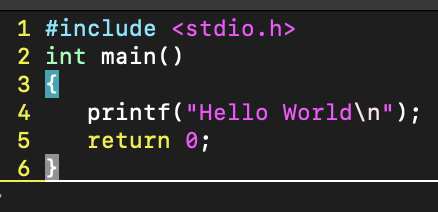 1 #include <stdio.h>
2 int main()
3 {
4    printf("Hello World\n");
5    return 0;
6 }